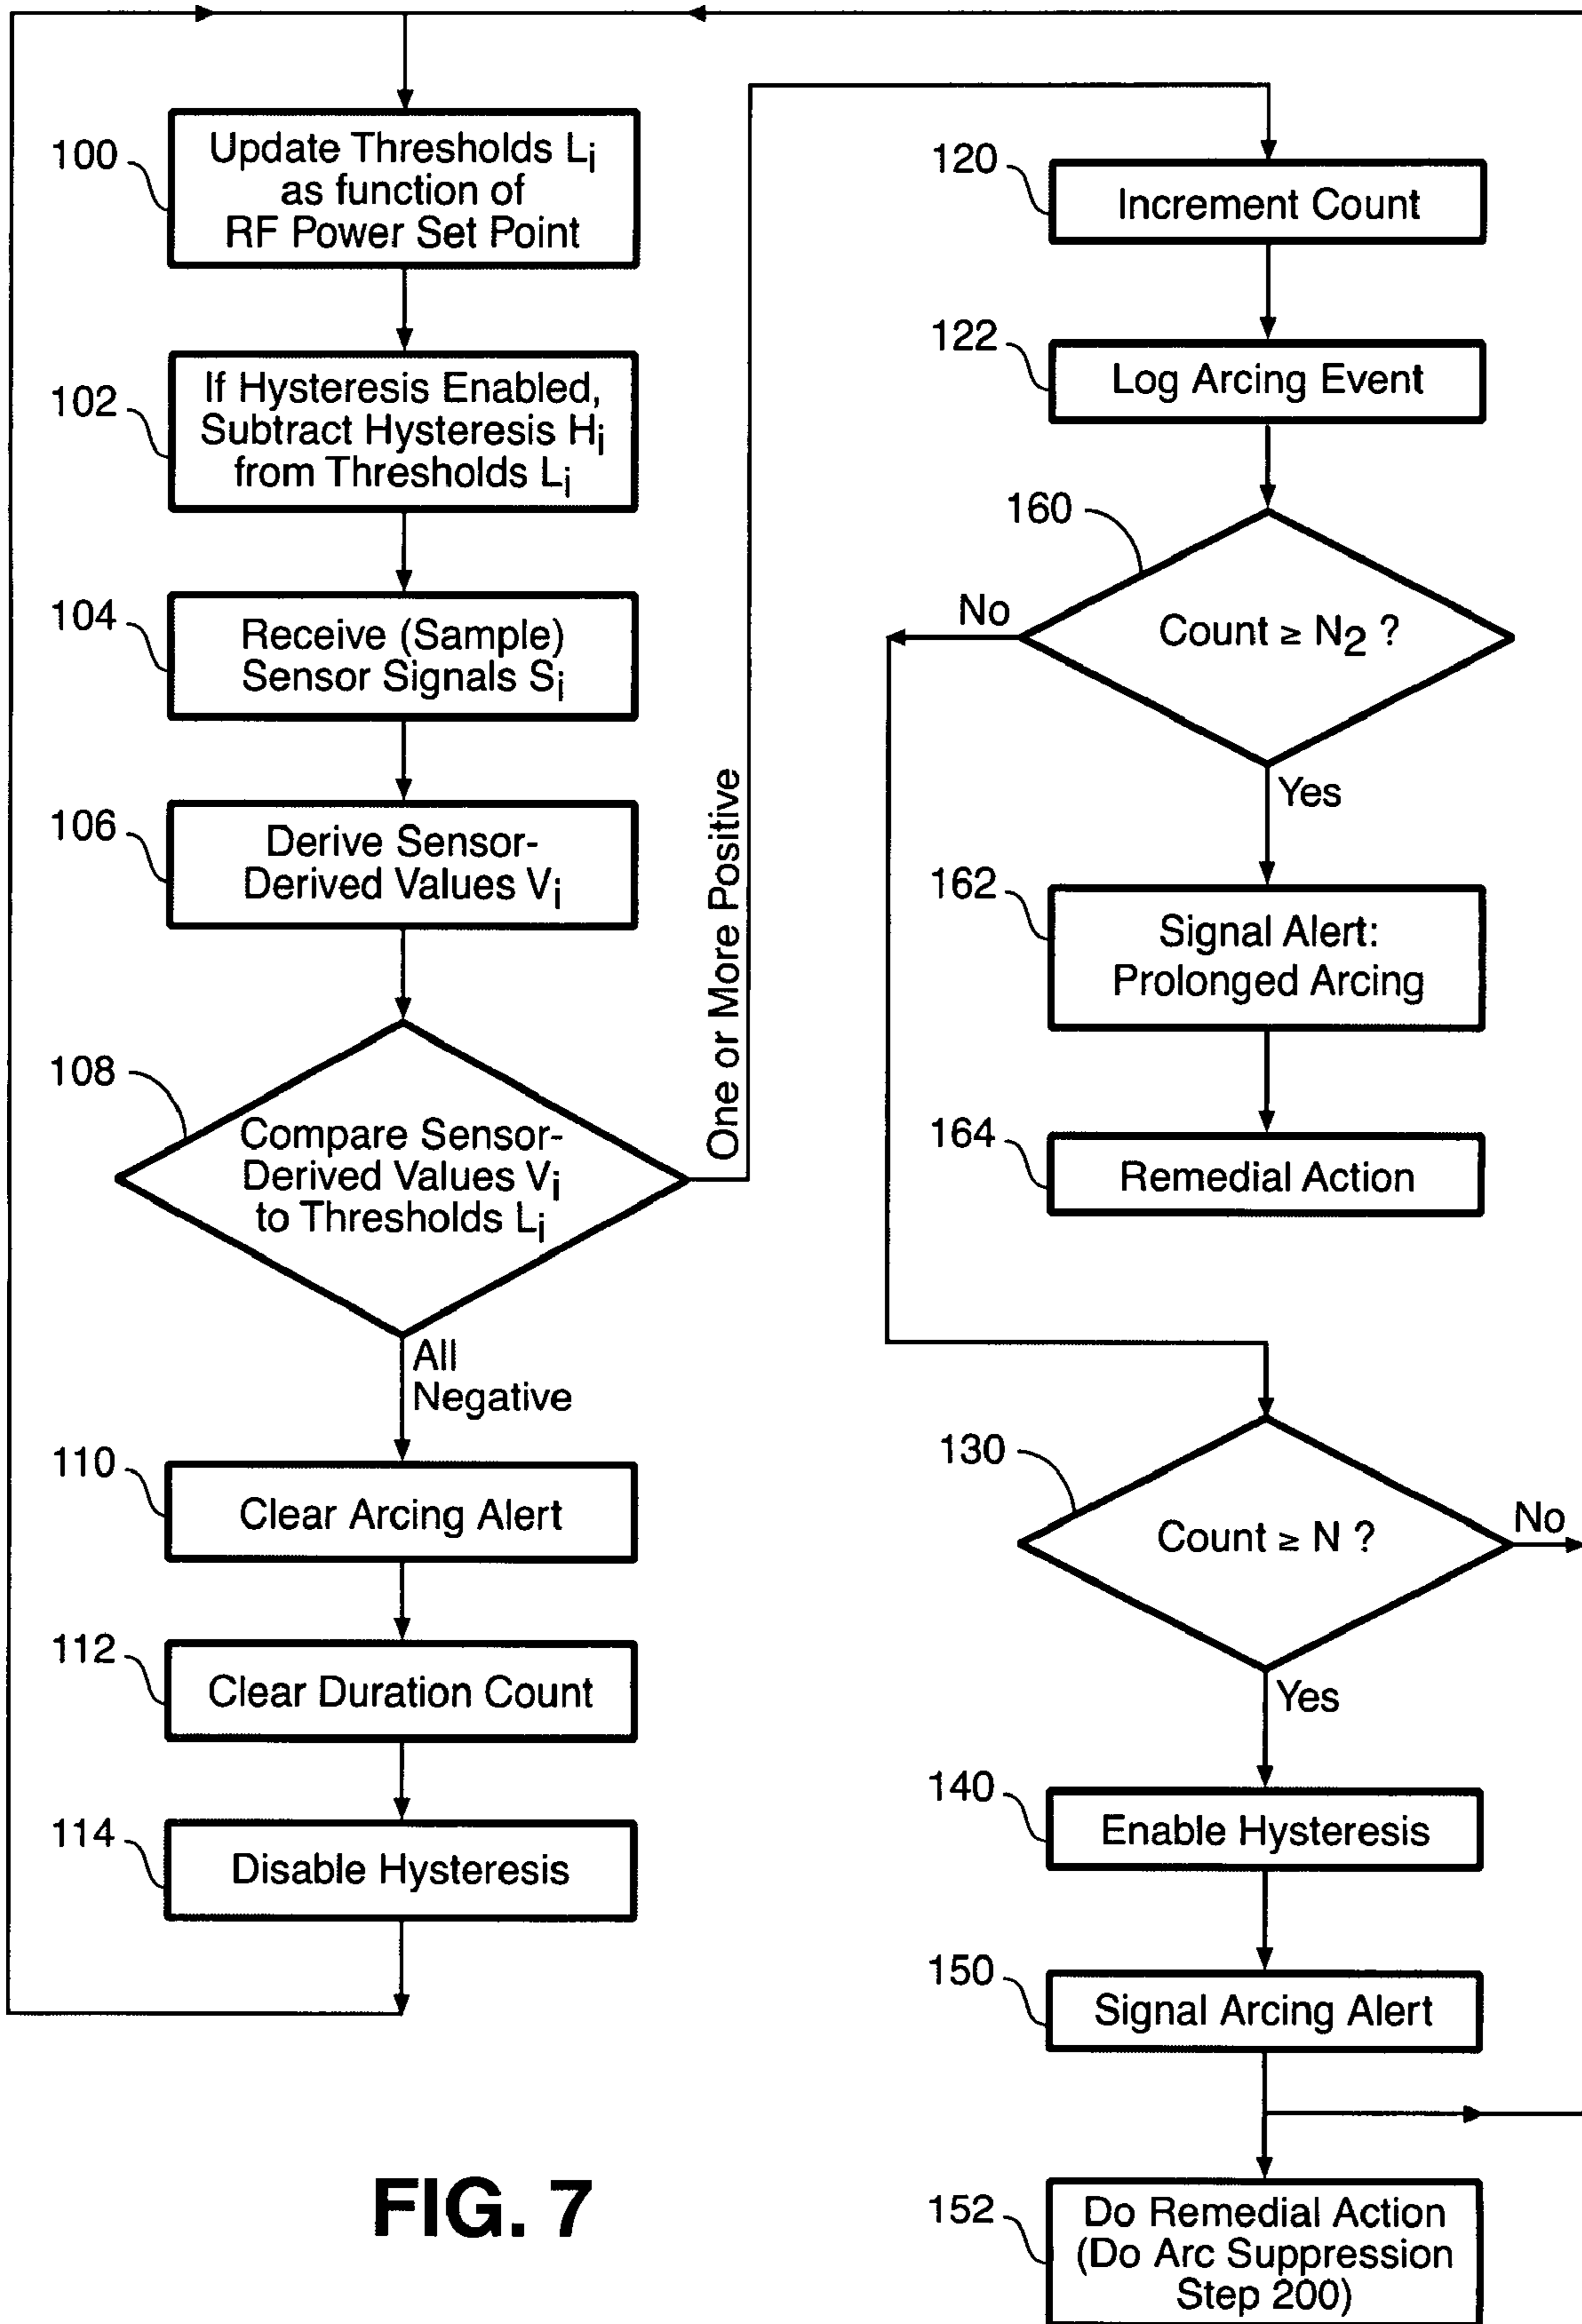 100
Update Thresholds Li
as function of
RF Power Set Point
102
If Hysteresis Enabled,
Subtract Hysteresis Hi
from Thresholds Li
104
Receive (Sample)
Sensor Signals Si
106
Derive Sensor-
Derived Values Vi
108
Compare Sensor-
Derived Values Vi
to Thresholds Li
One or More Positive
All
Negative
110
Clear Arcing Alert
112
Clear Duration Count
114
Disable Hysteresis
120
Increment Count
122
Log Arcing Event
160
Count ≥ N2 ?
No
Yes
162
Signal Alert:
Prolonged Arcing
164
Remedial Action
130
Count ≥ N ?
No
Yes
140
Enable Hysteresis
150
Signal Arcing Alert
152
Do Remedial Action
(Do Arc Suppression
Step 200)
FIG. 7